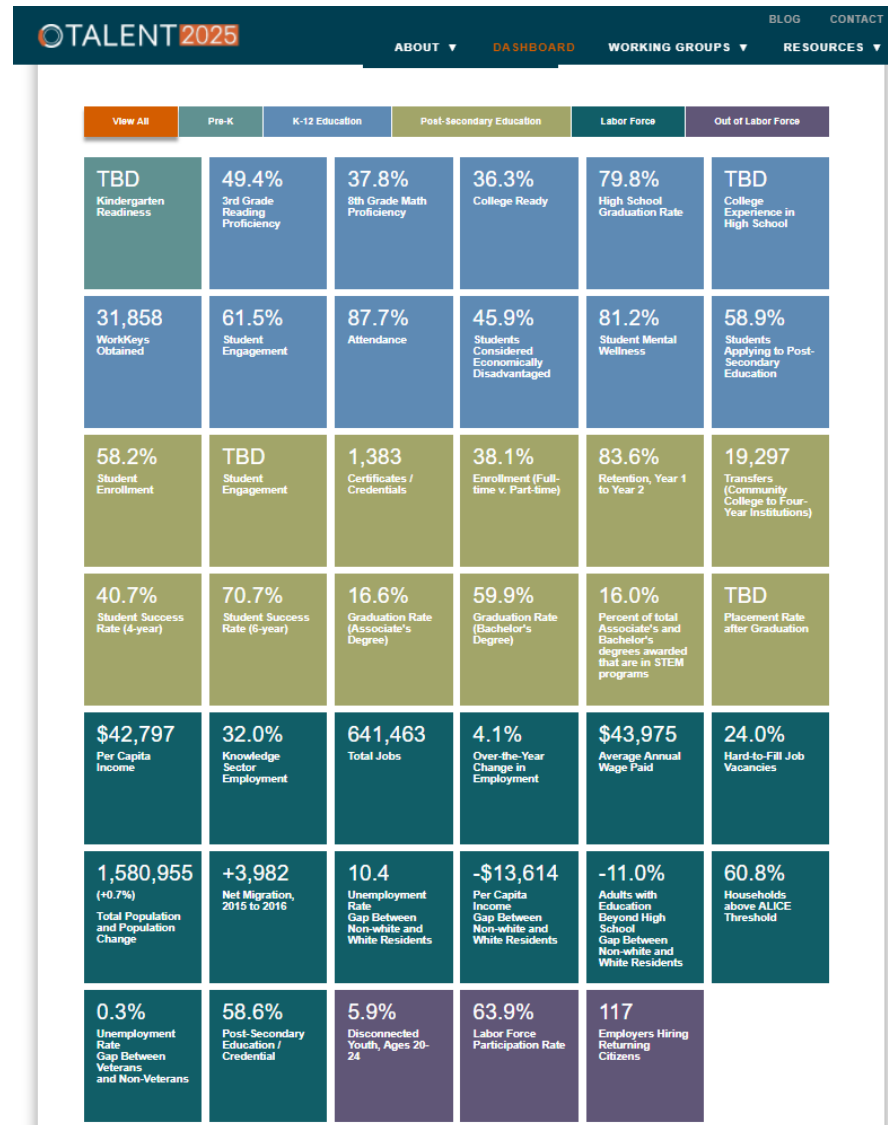 BLOG CONTACT
TALENT 2025
ABOUT ▼ DASHBOARD WORKING GROUPS ▼ RESOURCES ▼
View All Pre-K K-12 Education Post-Secondary Education Labor Force Out of Labor Force
TBD
Kindergarten
Readiness
49.4%
3rd Grade
Reading
Proficiency
37.8%
8th Grade Math
Proficiency
36.3%
College Ready
79.8%
High School
Graduation Rate
TBD
College
Experience in
High School
31,858
WorkKeys
Obtained
61.5%
Student
Engagement
87.7%
Attendance
45.9%
Students
Considered
Economically
Disadvantaged
81.2%
Student Mental
Wellness
58.9%
Students
Applying to Post-
Secondary
Education
58.2%
Student
Enrollment
TBD
Student
Engagement
1,383
Certificates /
Credentials
38.1%
Enrollment (Full-
time v. Part-time)
83.6%
Retention, Year 1
to Year 2
19,297
Transfers
(Community
College to Four-
Year Institutions)
40.7%
Student Success
Rate (4-year)
70.7%
Student Success
Rate (6-year)
16.6%
Graduation Rate
(Associate's
Degree)
59.9%
Graduation Rate
(Bachelor's
Degree)
16.0%
Percent of total
Associate's and
Bachelor's
degrees awarded
that are in STEM
programs
TBD
Placement Rate
after Graduation
$42,797
Per Capita
Income
32.0%
Knowledge
Sector
Employment
641,463
Total Jobs
4.1%
Over-the-Year
Change in
Employment
$43,975
Average Annual
Wage Paid
24.0%
Hard-to-Fill Job
Vacancies
1,580,955
(+0.7%)
Total Population
and Population
Change
+3,982
Net Migration,
2015 to 2016
10.4
Unemployment
Rate
Gap Between
Non-white and
White Residents
-$13,614
Per Capita
Income
Gap Between
Non-white and
White Residents
-11.0%
Adults with
Education
Beyond High
School
Gap Between
Non-white and
White Residents
60.8%
Households
above ALICE
Threshold
0.3%
Unemployment
Rate
Gap Between
Veterans
and Non-Veterans
58.6%
Post-Secondary
Education /
Credential
5.9%
Disconnected
Youth, Ages 20-
24
63.9%
Labor Force
Participation Rate
117
Employers Hiring
Returning
Citizens